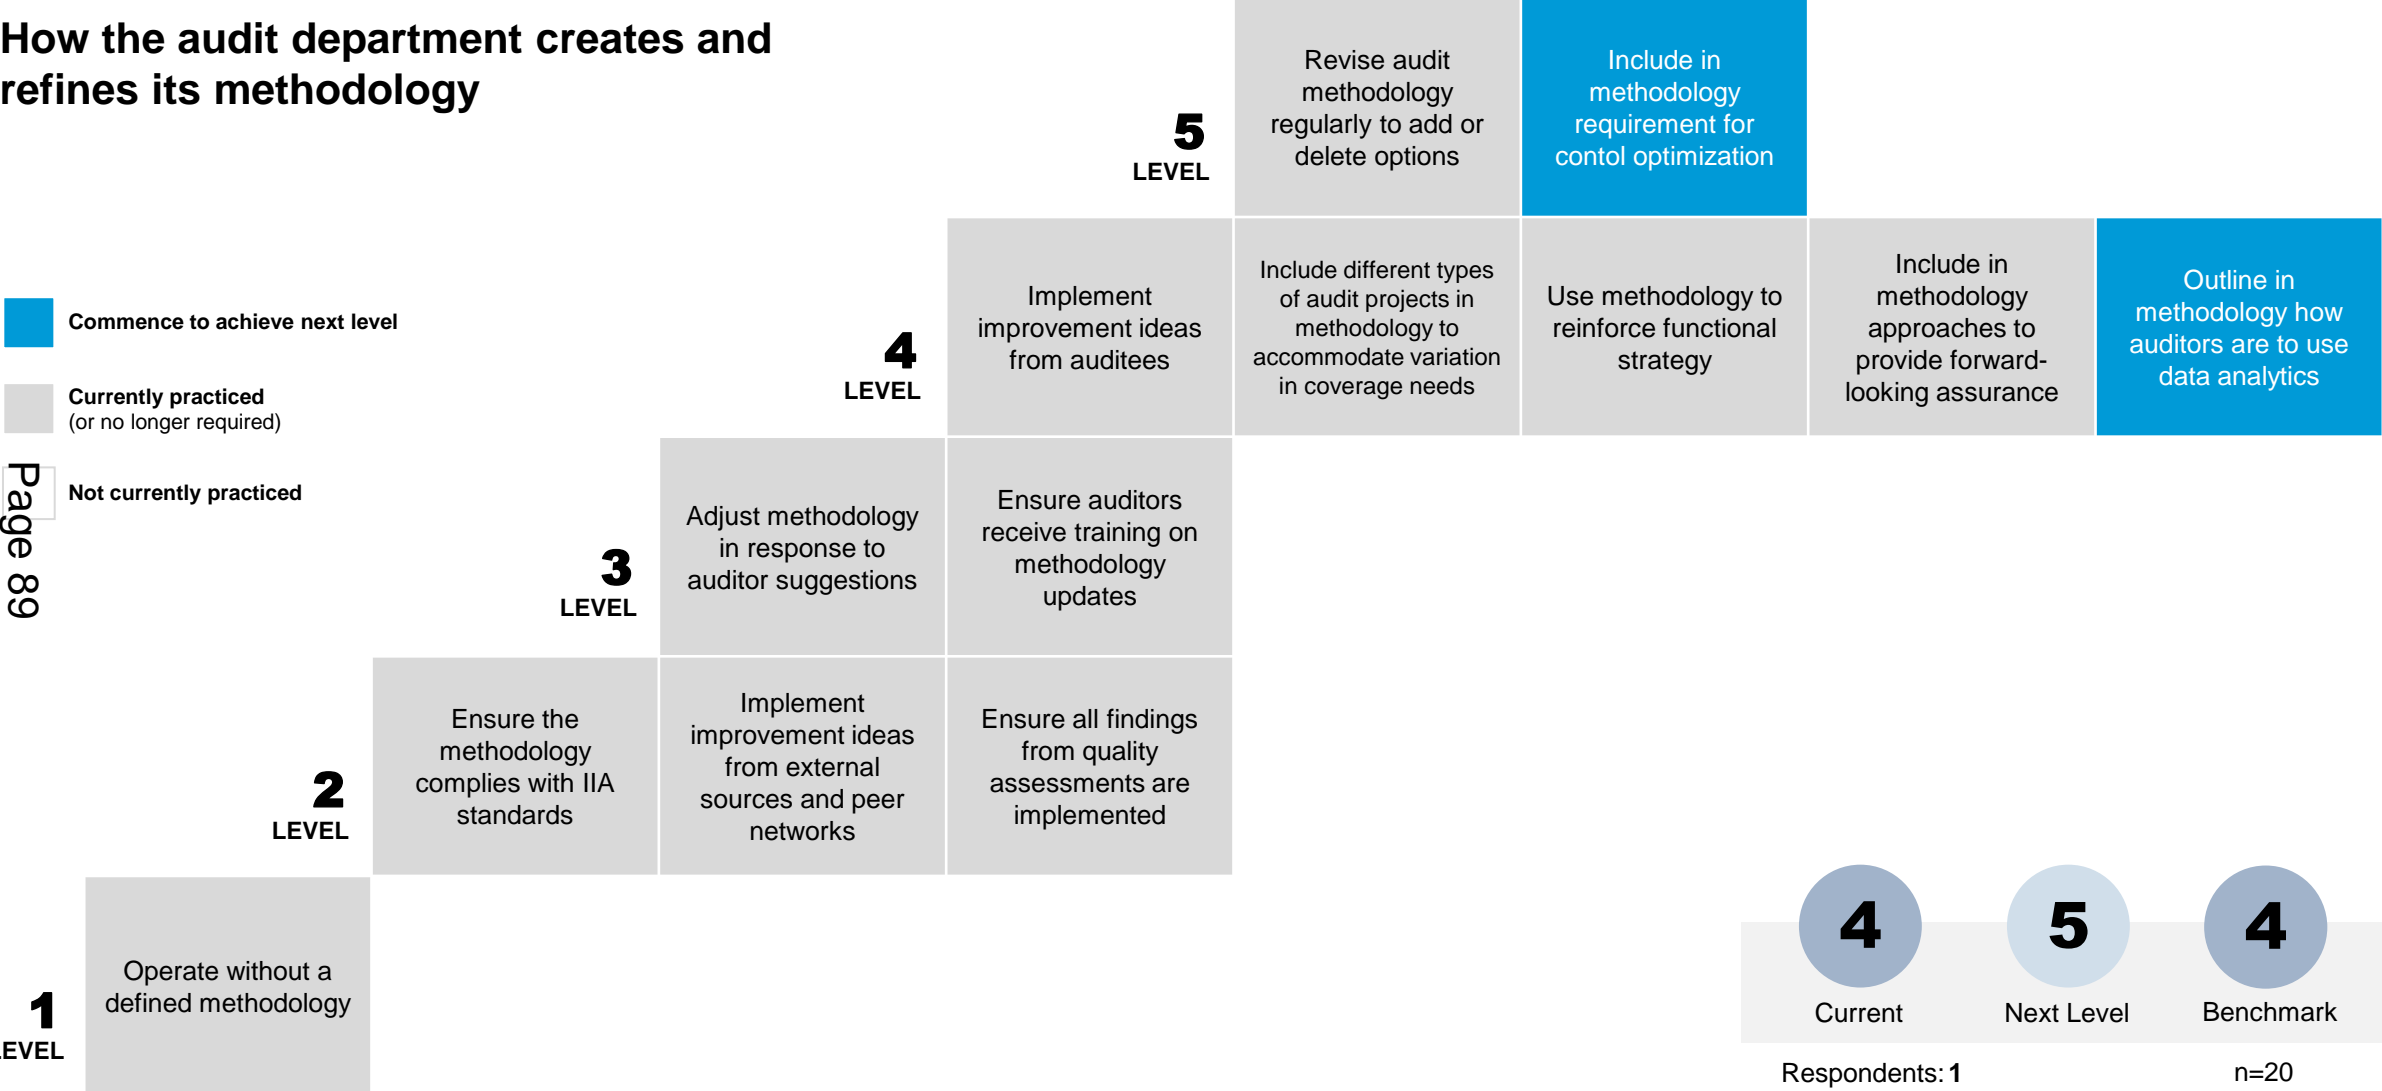 How the audit department creates and
refines its methodology
5
LEVEL
Revise audit
methodology
regularly to add or
delete options
Include in
methodology
requirement for
contol optimization
Commence to achieve next level
Currently practiced
(or no longer required)
Not currently practiced
Page 89
4
LEVEL
Implement
improvement ideas
from auditees
Include different types
of audit projects in
methodology to
accommodate variation
in coverage needs
Use methodology to
reinforce functional
strategy
Include in
methodology
approaches to
provide forward-
looking assurance
Outline in
methodology how
auditors are to use
data analytics
3
LEVEL
Adjust methodology
in response to
auditor suggestions
Ensure auditors
receive training on
methodology
updates
2
LEVEL
Ensure the
methodology
complies with IIA
standards
Implement
improvement ideas
from external
sources and peer
networks
Ensure all findings
from quality
assessments are
implemented
1
LEVEL
Operate without a
defined methodology
4
Current
5
Next Level
4
Benchmark
Respondents: 1
n=20